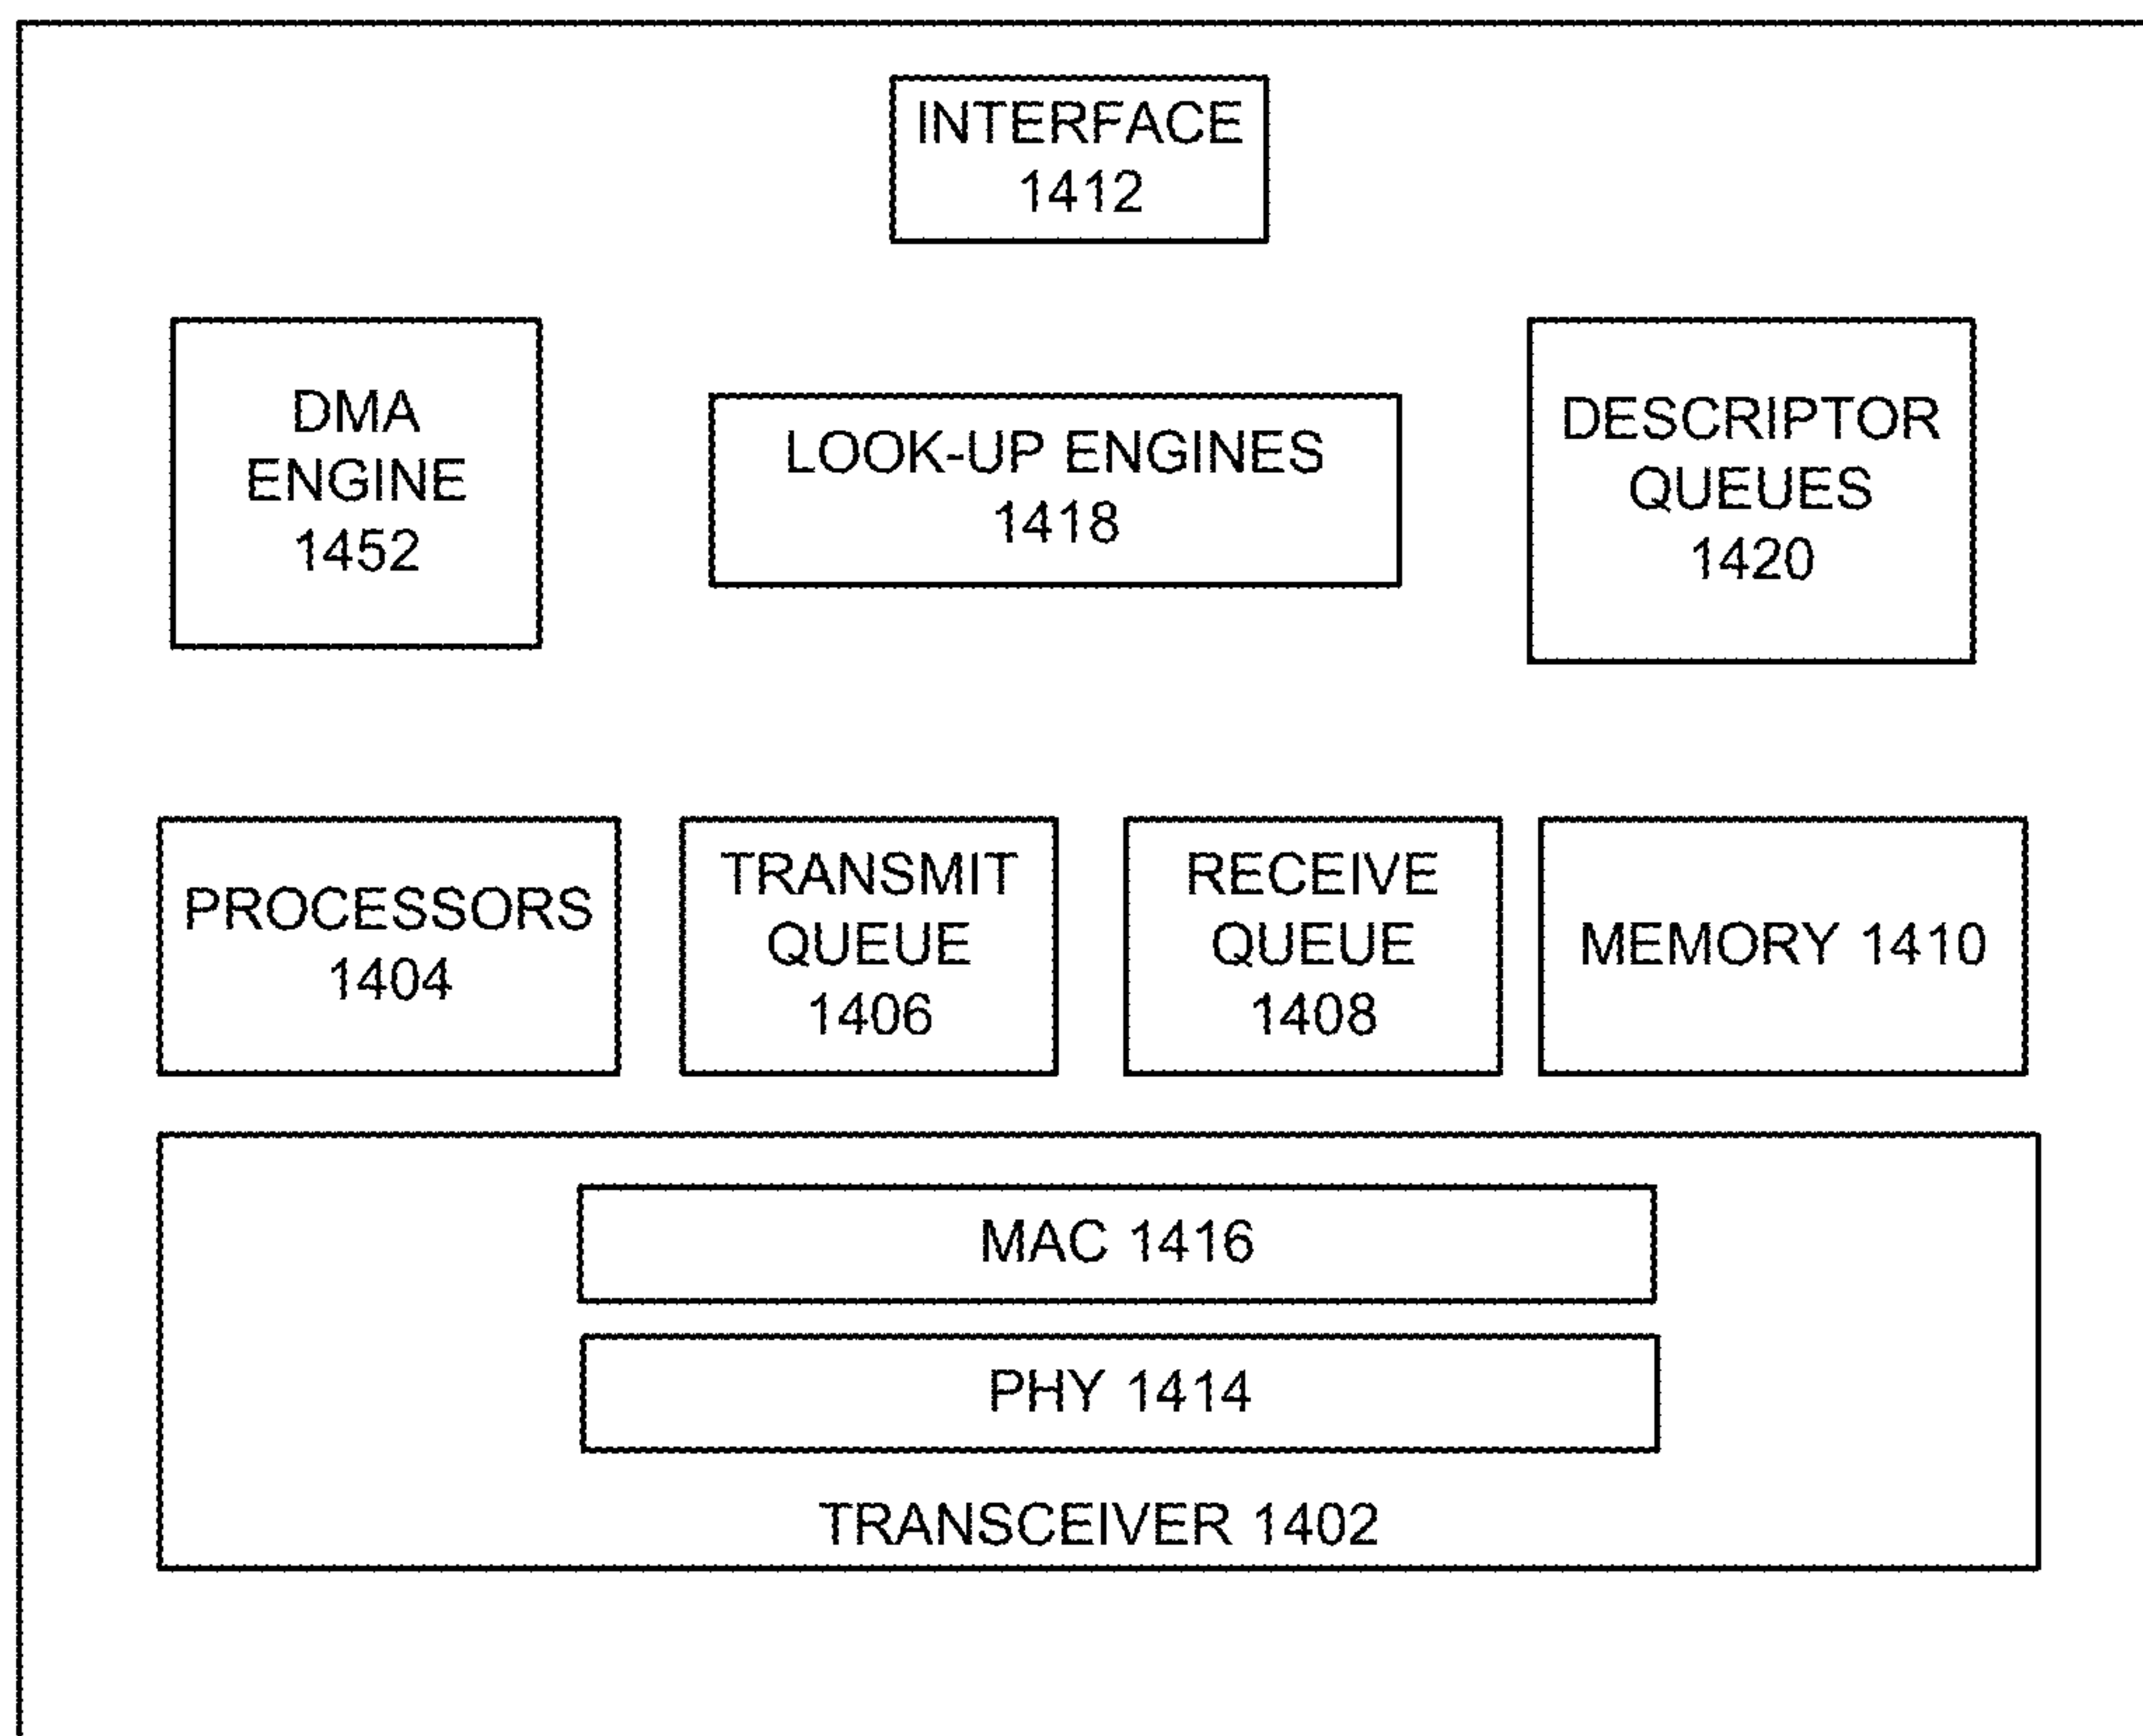 INTERFACE
1412
DMA
ENGINE
1452
LOOK-UP ENGINES
1418
DESCRIPTOR
QUEUES
1420
PROCESSORS
1404
TRANSMIT
QUEUE
1406
RECEIVE
QUEUE
1408
MEMORY 1410
MAC 1416
PHY 1414
TRANSCEIVER 1402